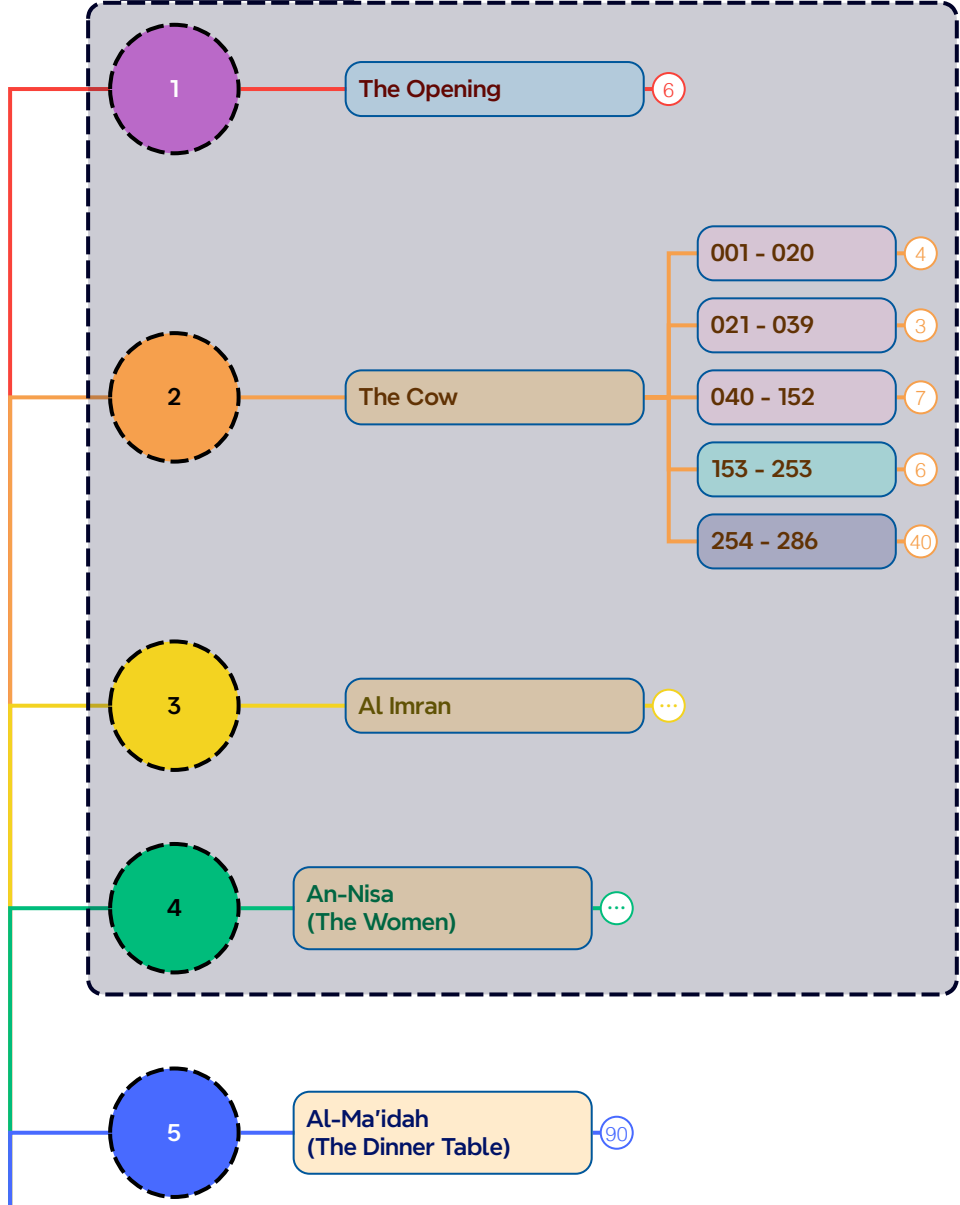 1
The Opening
6
2
The Cow
001 - 020
4
021 - 039
3
040 - 152
7
153 - 253
6
254 - 286
40
3
Al Imran
...
4
An-Nisa
(The Women)
...
5
Al-Ma'idah
(The Dinner Table)
90